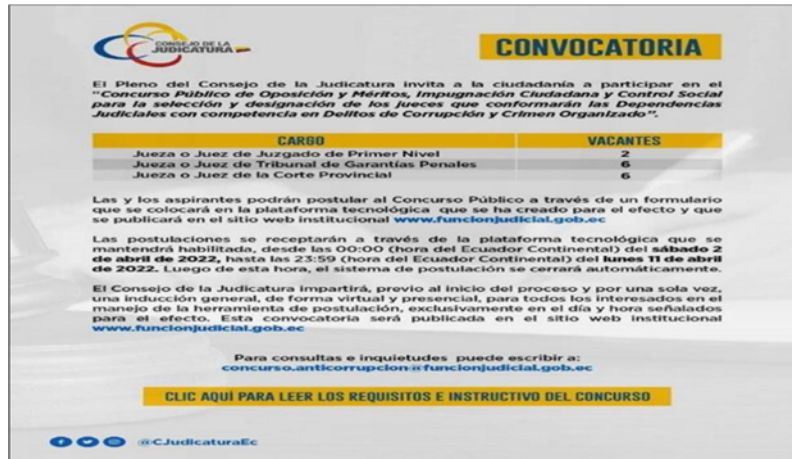 CONSEJO DE LA
JUDICATURA
CONVOCATORIA
El Pleno del Consejo de la Judicatura invita a la ciudadanía a participar en el
"Concurso Público de Oposición y Méritos, Impugnación Ciudadana y Control Social
para la selección y designación de los jueces que conformarán las Dependencias
Judiciales con competencia en Delitos de Corrupción y Crimen Organizado".
CARGO VACANTES
Jueza o Juez de Juzgado de Primer Nivel 2
Jueza o Juez de Tribunal de Garantías Penales 6
Jueza o Juez de la Corte Provincial 6
Las y los aspirantes podrán postular al Concurso Público a través de un formulario
que se colocará en la plataforma tecnológica que se ha creado para el efecto y que
se publicará en el sitio web institucional www.funcionjudicial.gob.ec
Las postulaciones se receptarán a través de la plataforma tecnológica que se
mantendrá habilitada, desde las 00:00 (hora del Ecuador Continental) del sábado 2
de abril de 2022, hasta las 23:59 (hora del Ecuador Continental) del lunes 11 de abril
de 2022. Luego de esta hora, el sistema de postulación se cerrará automáticamente.
El Consejo de la Judicatura impartirá, previo al inicio del proceso y por una sola vez,
una inducción general, de forma virtual y presencial, para todos los interesados en el
manejo de la herramienta de postulación, exclusivamente en el día y hora señalados
para el efecto. Esta convocatoria será publicada en el sitio web institucional
www.funcionjudicial.gob.ec
Para consultas e inquietudes puede escribir a:
concurso.anticorrupcion@funcionjudicial.gob.ec
CLIC AQUÍ PARA LEER LOS REQUISITOS E INSTRUCTIVO DEL CONCURSO
@CJudicaturaEc